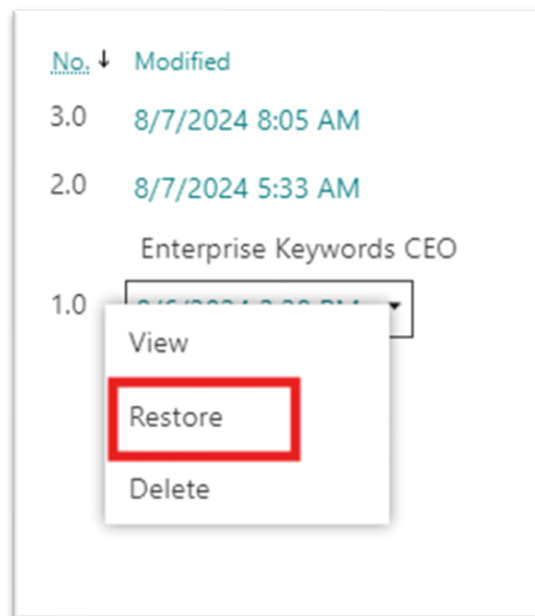 No. ↓ Modified
3.0 8/7/2024 8:05 AM
2.0 8/7/2024 5:33 AM
Enterprise Keywords CEO
1.0
View
Restore
Delete